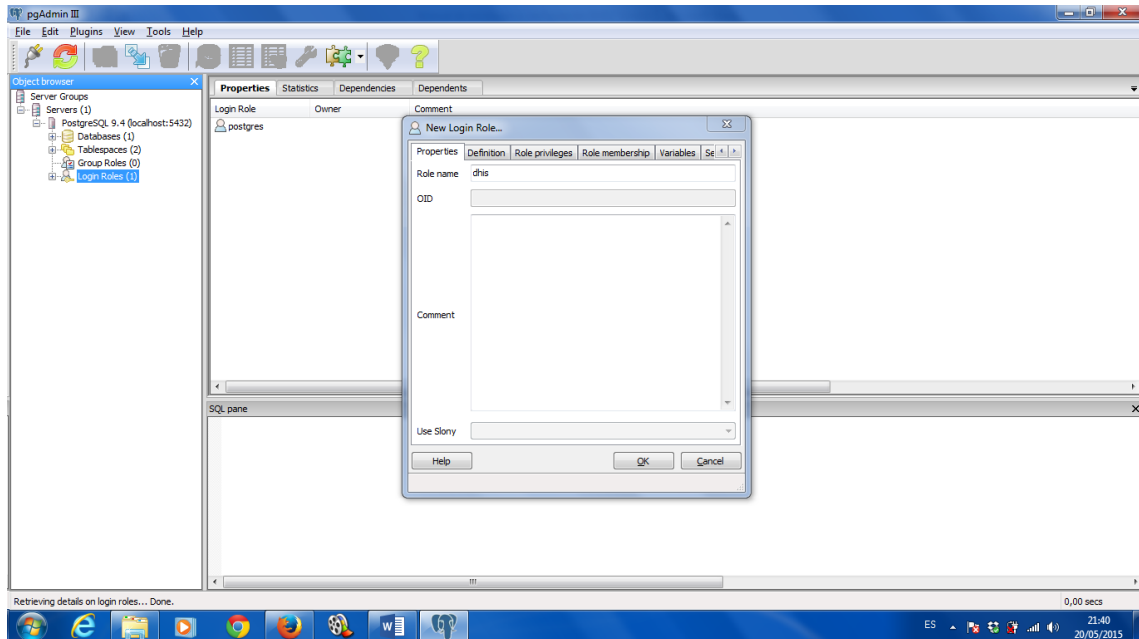 pgAdmin III
File Edit Plugins View Tools Help
Object browser
Server Groups
Servers (1)
PostgreSQL 9.4 (localhost:5432)
Databases (1)
Tablespaces (2)
Group Roles (0)
Login Roles (1)
Properties Statistics Dependencies Dependents
Login Role Owner Comment
postgres
New Login Role...
Properties Definition Role privileges Role membership Variables Se
Role name dhis
OID
Comment
Use Slony
Help OK Cancel
SQL pane
Retrieving details on login roles... Done. 0,00 secs
ES 21:40
20/05/2015